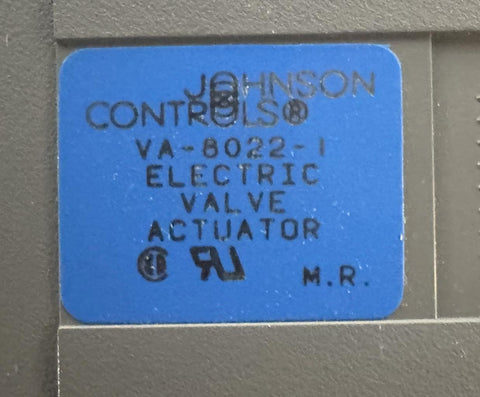 JOHNSON
CONTROLS®
VA-8022-1
ELECTRIC
VALVE
ACTUATOR
M.R.